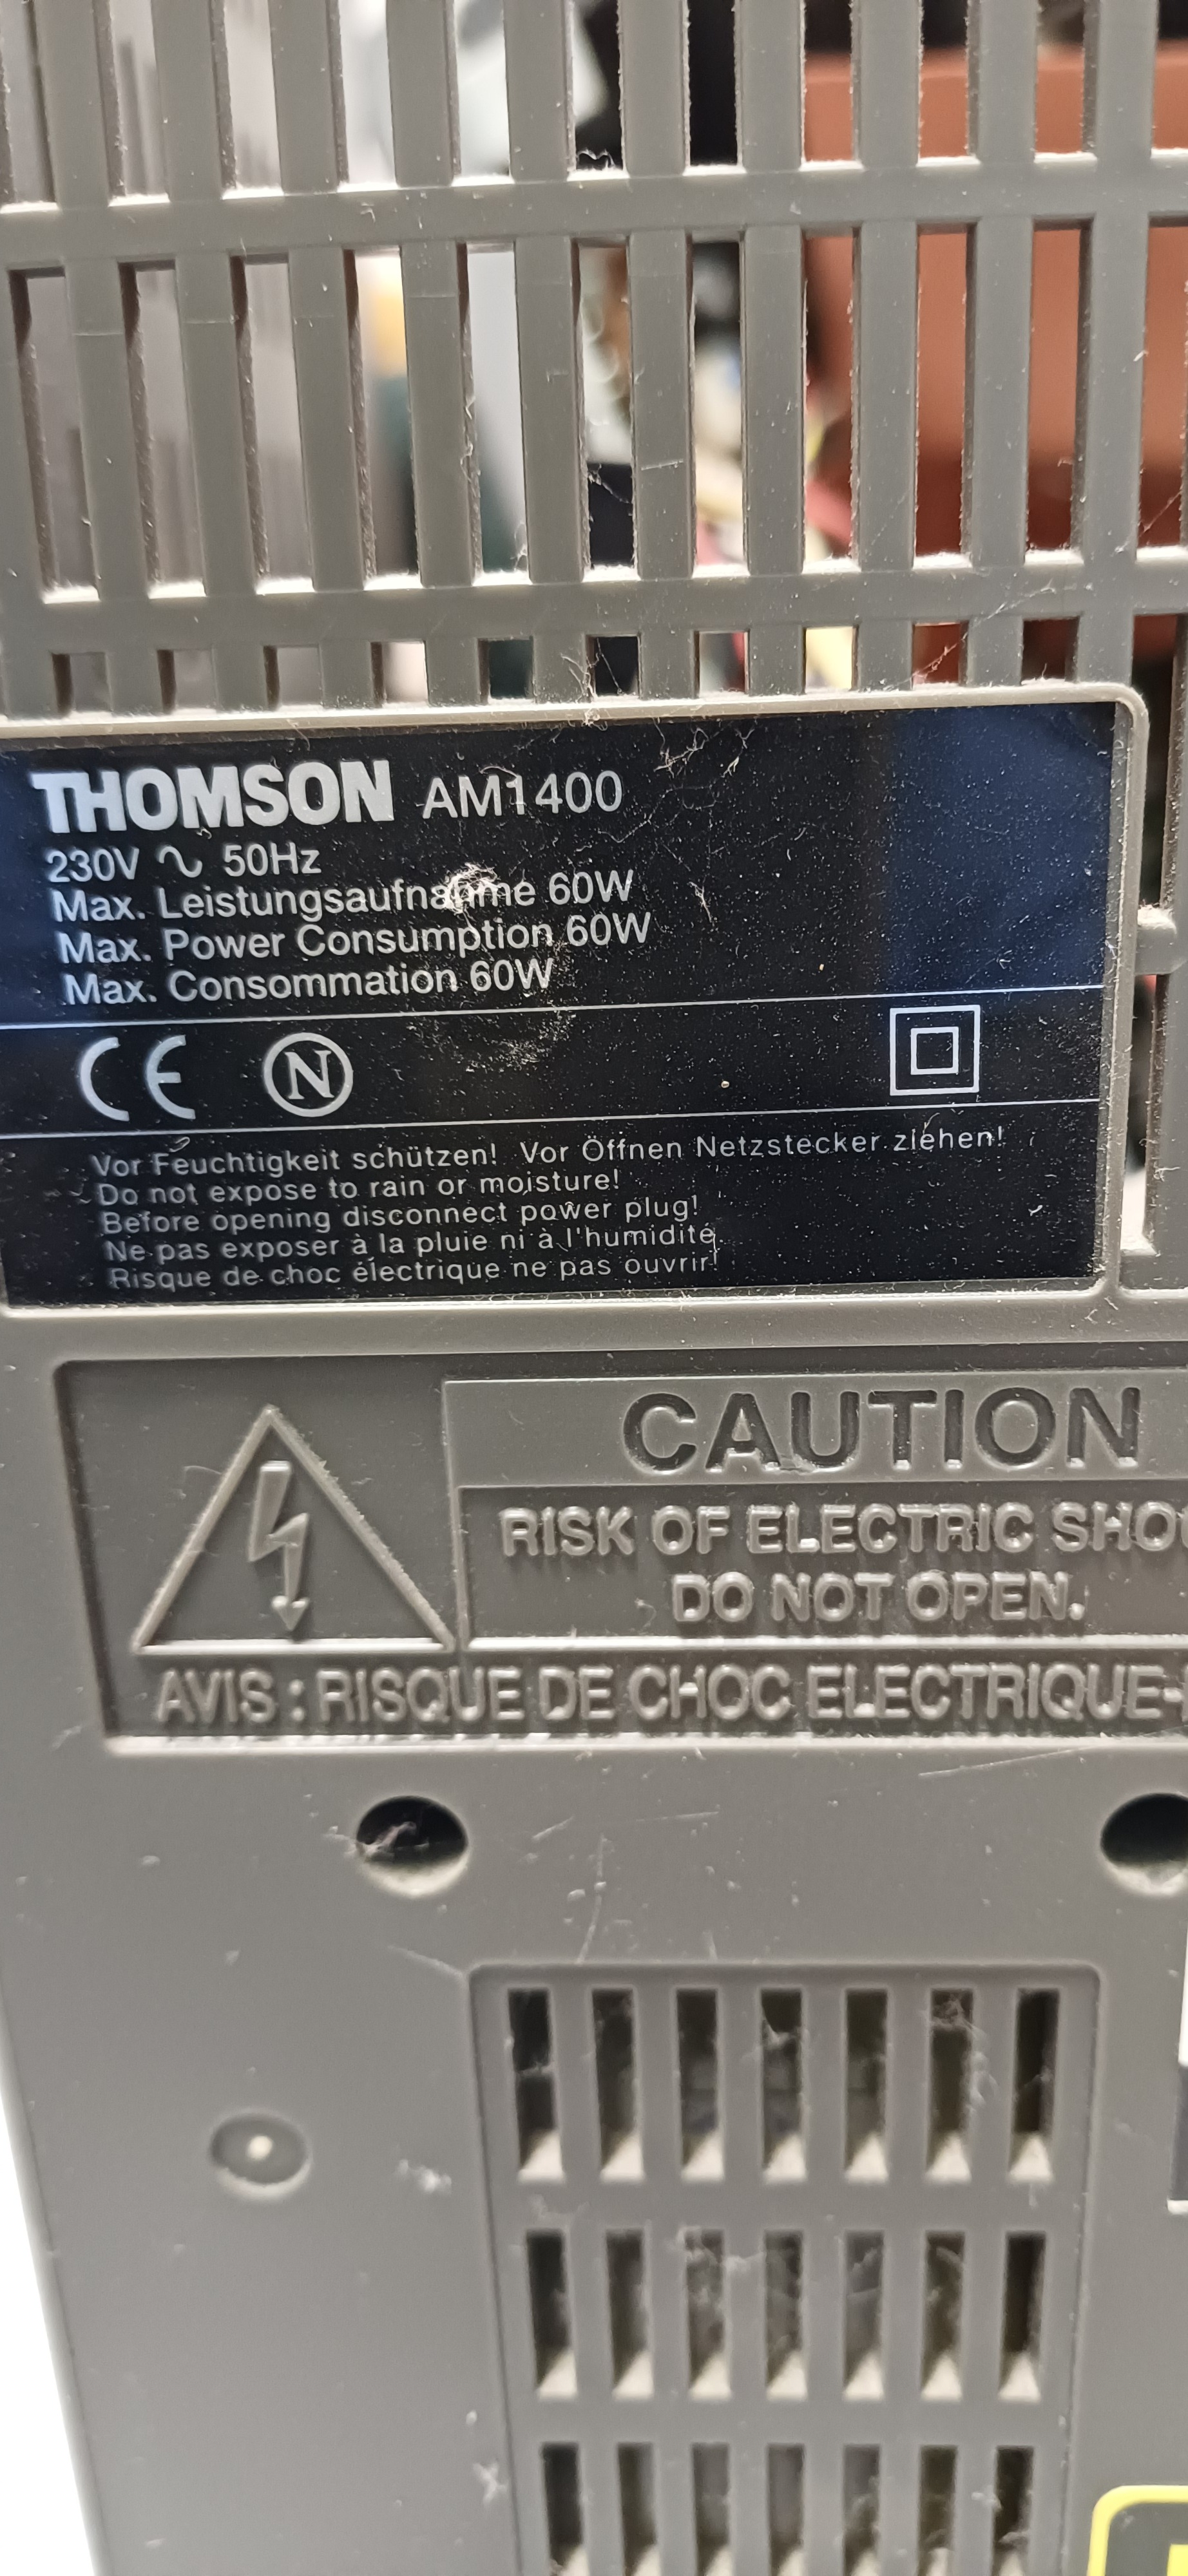 THOMSON AM1400
230V ∿ 50Hz
Max. Leistungsaufnahme 60W
Max. Power Consumption 60W
Max. Consommation 60W
CE N
Vor Feuchtigkeit schützen! Vor Öffnen Netzstecker ziehen!
Do not expose to rain or moisture!
Before opening disconnect power plug!
Ne pas exposer à la pluie ni à l'humidité.
Risque de choc électrique ne pas ouvrir!
CAUTION
RISK OF ELECTRIC SHO
DO NOT OPEN.
AVIS : RISQUE DE CHOC ELECTRIQUE-